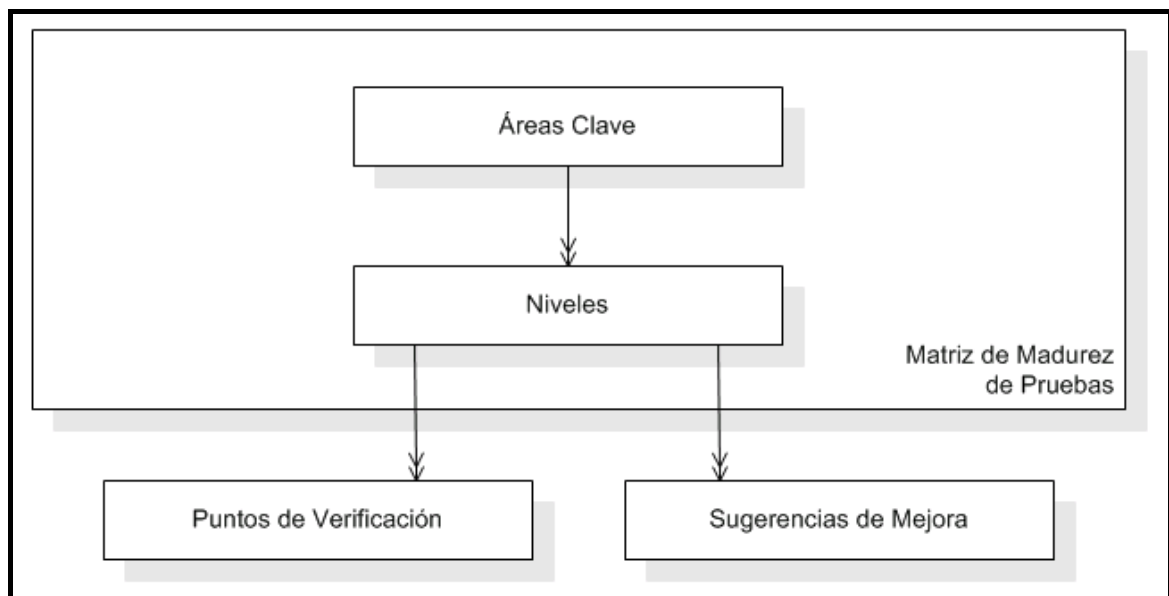 Áreas Clave
Niveles
Matriz de Madurez
de Pruebas
Puntos de Verificación
Sugerencias de Mejora